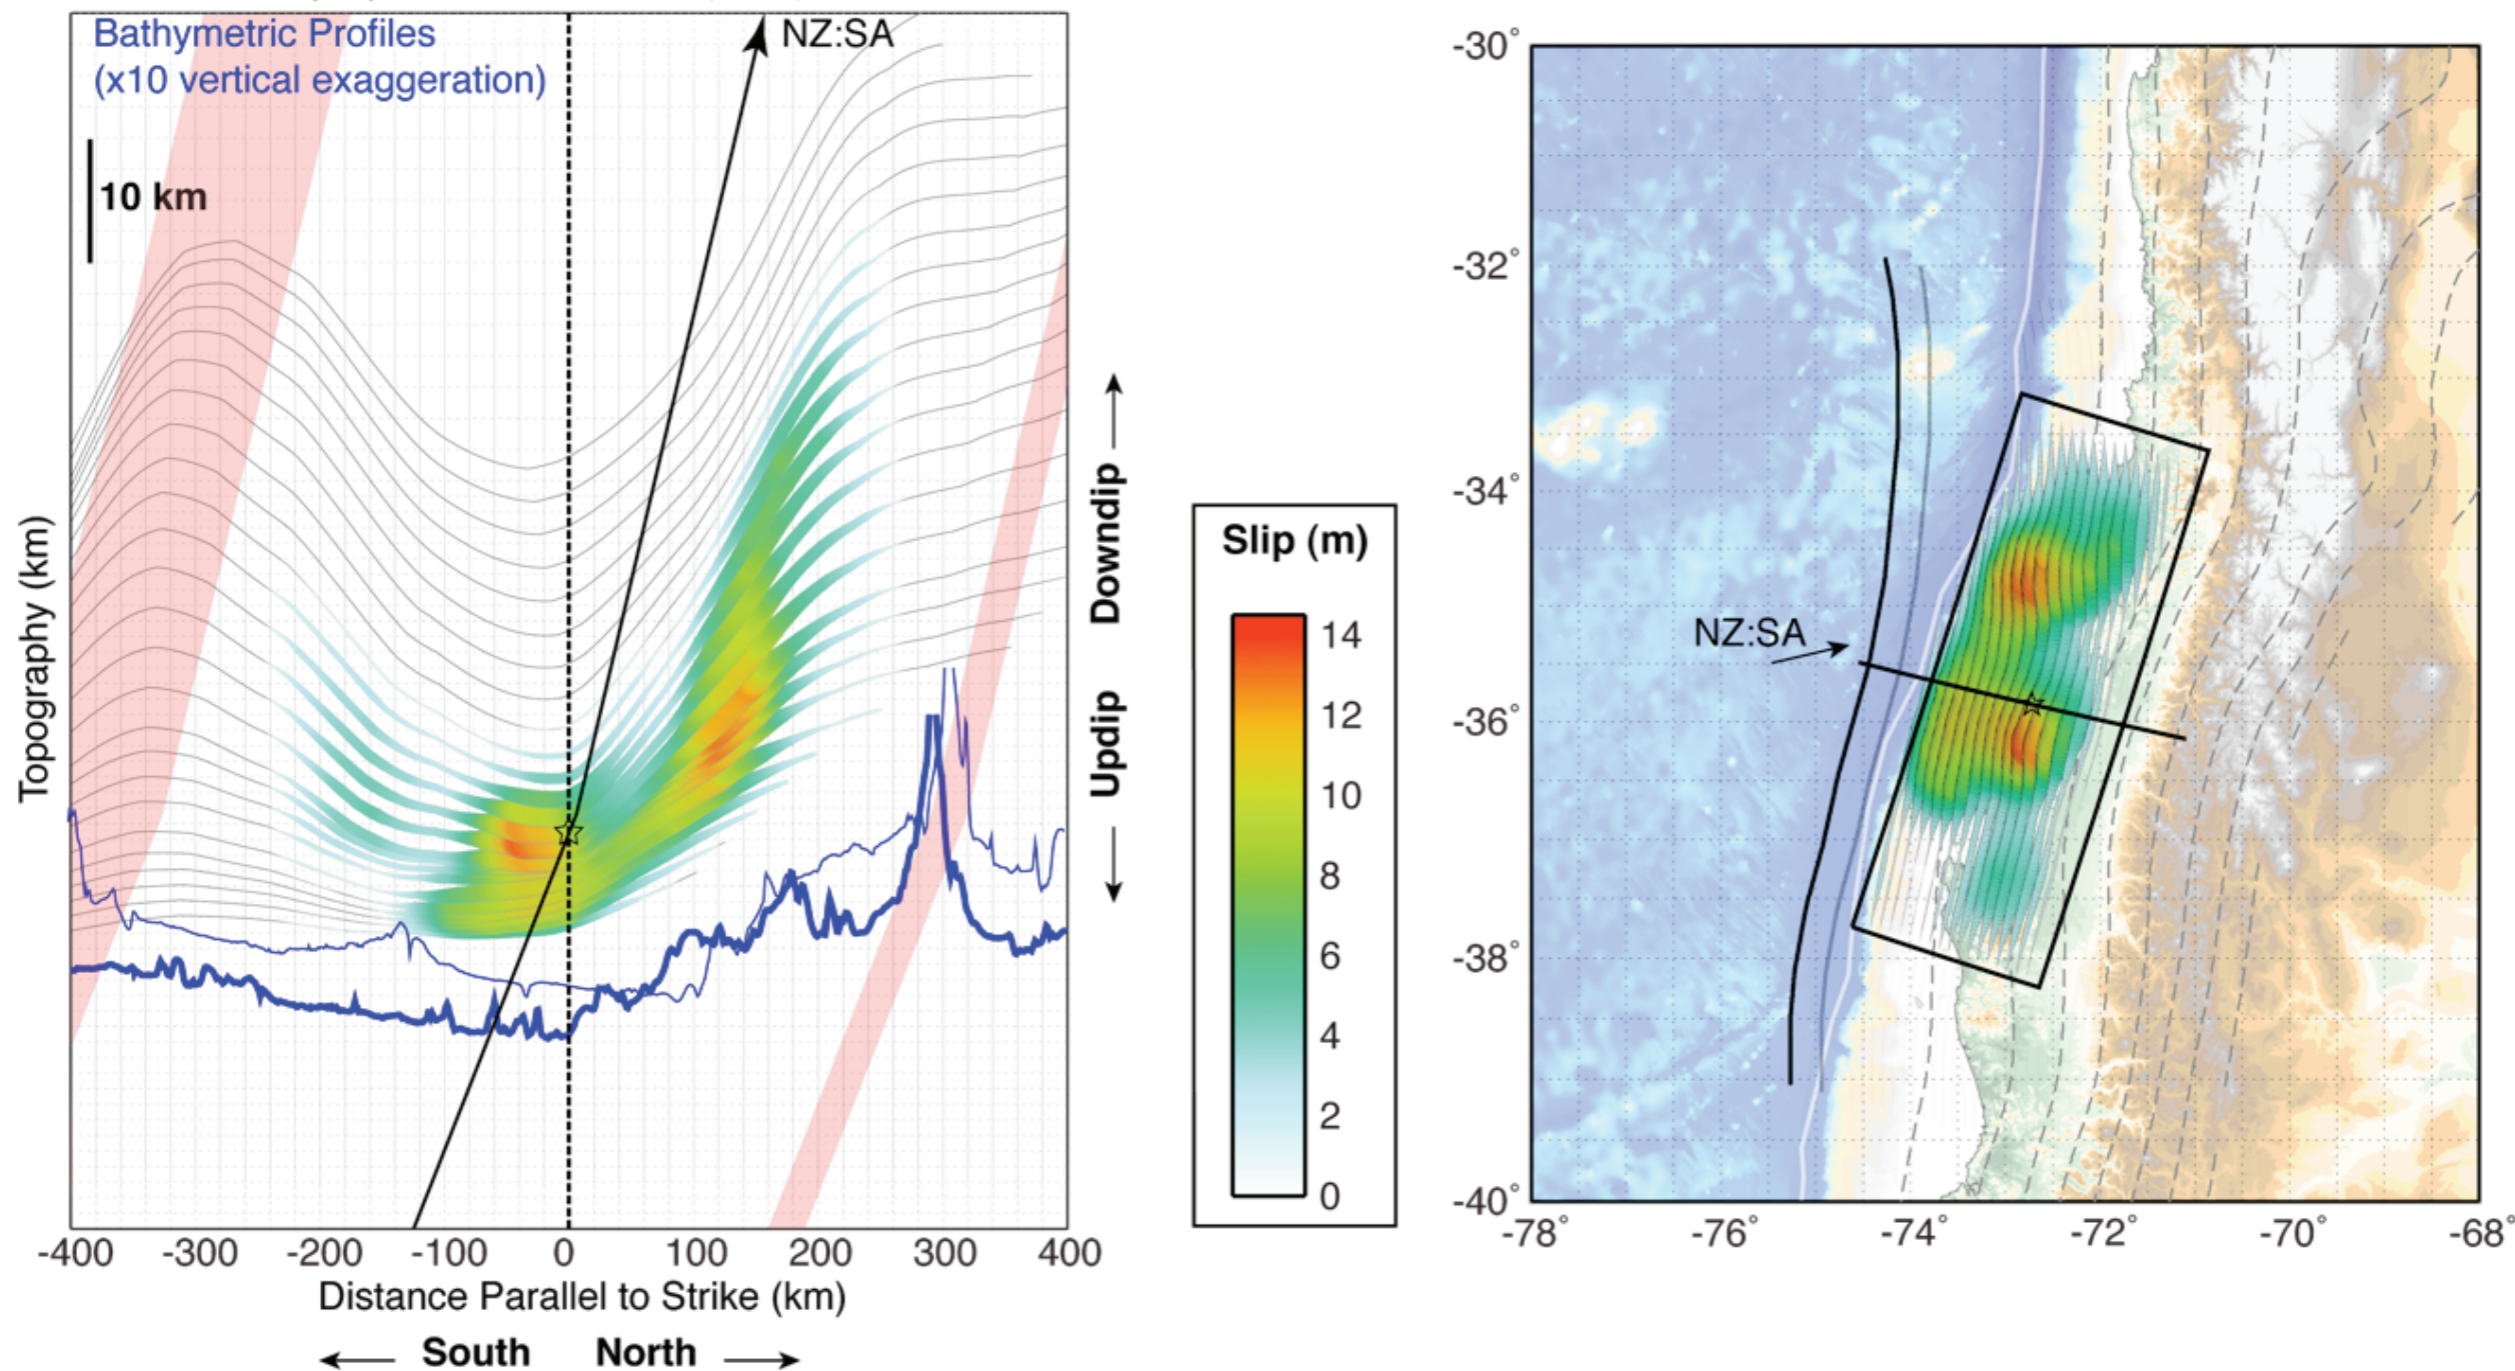 Bathymetric Profiles
(x10 vertical exaggeration)
NZ:SA
10 km
Topography (km)
Downdip
Updip
-400 -300 -200 -100 0 100 200 300 400
Distance Parallel to Strike (km)
South North
Slip (m)
14
12
10
8
6
4
2
0
-30°
-32°
-34°
-36°
-38°
-40°
NZ:SA
-78° -76° -74° -72° -70° -68°